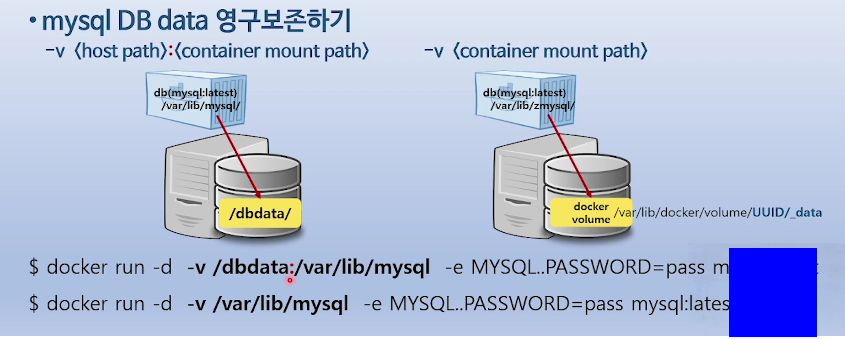 • mysql DB data 영구보존하기
-v <host path>:<container mount path>
-v <container mount path>
db(mysql:latest)
/var/lib/mysql/
/dbdata/
db(mysql:latest)
/var/lib/zmysql/
docker
volume
/var/lib/docker/volume/UUID/_data
$ docker run -d -v /dbdata:/var/lib/mysql -e MYSQL..PASSWORD=pass
$ docker run -d -v /var/lib/mysql -e MYSQL..PASSWORD=pass mysql:lates